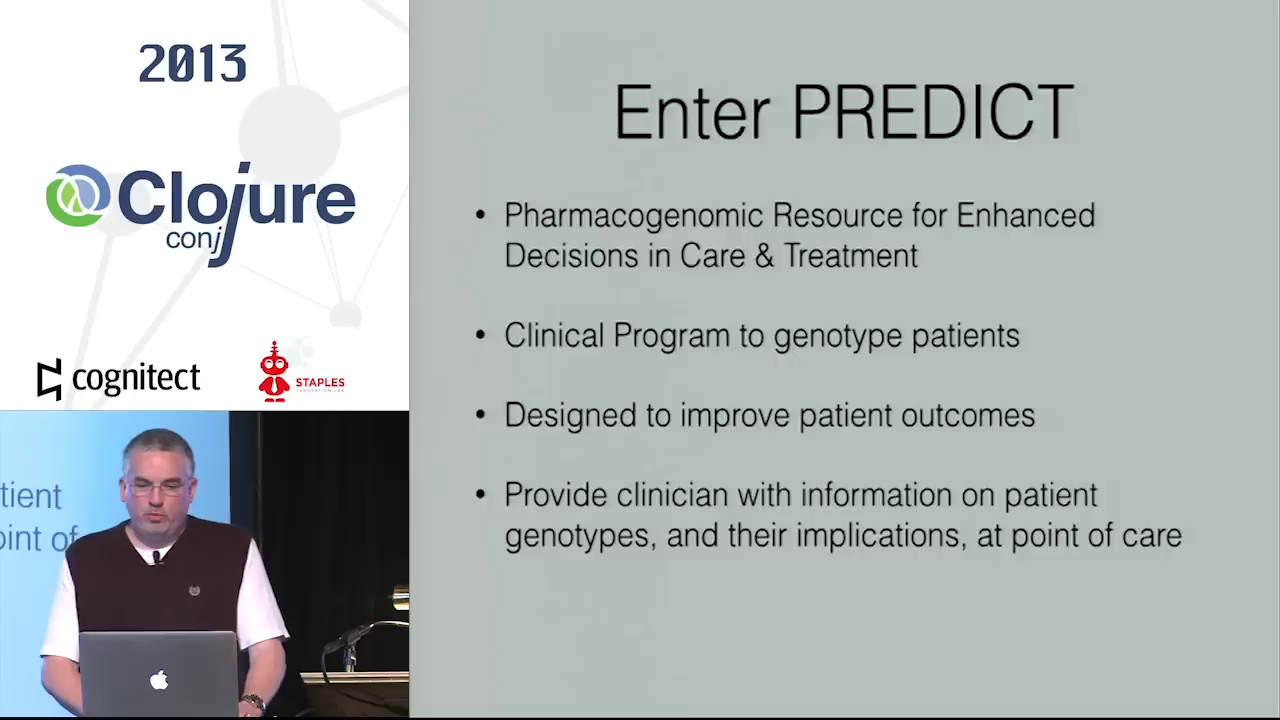 2013
Clojure
conj
cognitect
STAPLES
INNOVATION LAB
tient
oint of
Enter PREDICT
• Pharmacogenomic Resource for Enhanced
Decisions in Care & Treatment
• Clinical Program to genotype patients
• Designed to improve patient outcomes
• Provide clinician with information on patient
genotypes, and their implications, at point of care